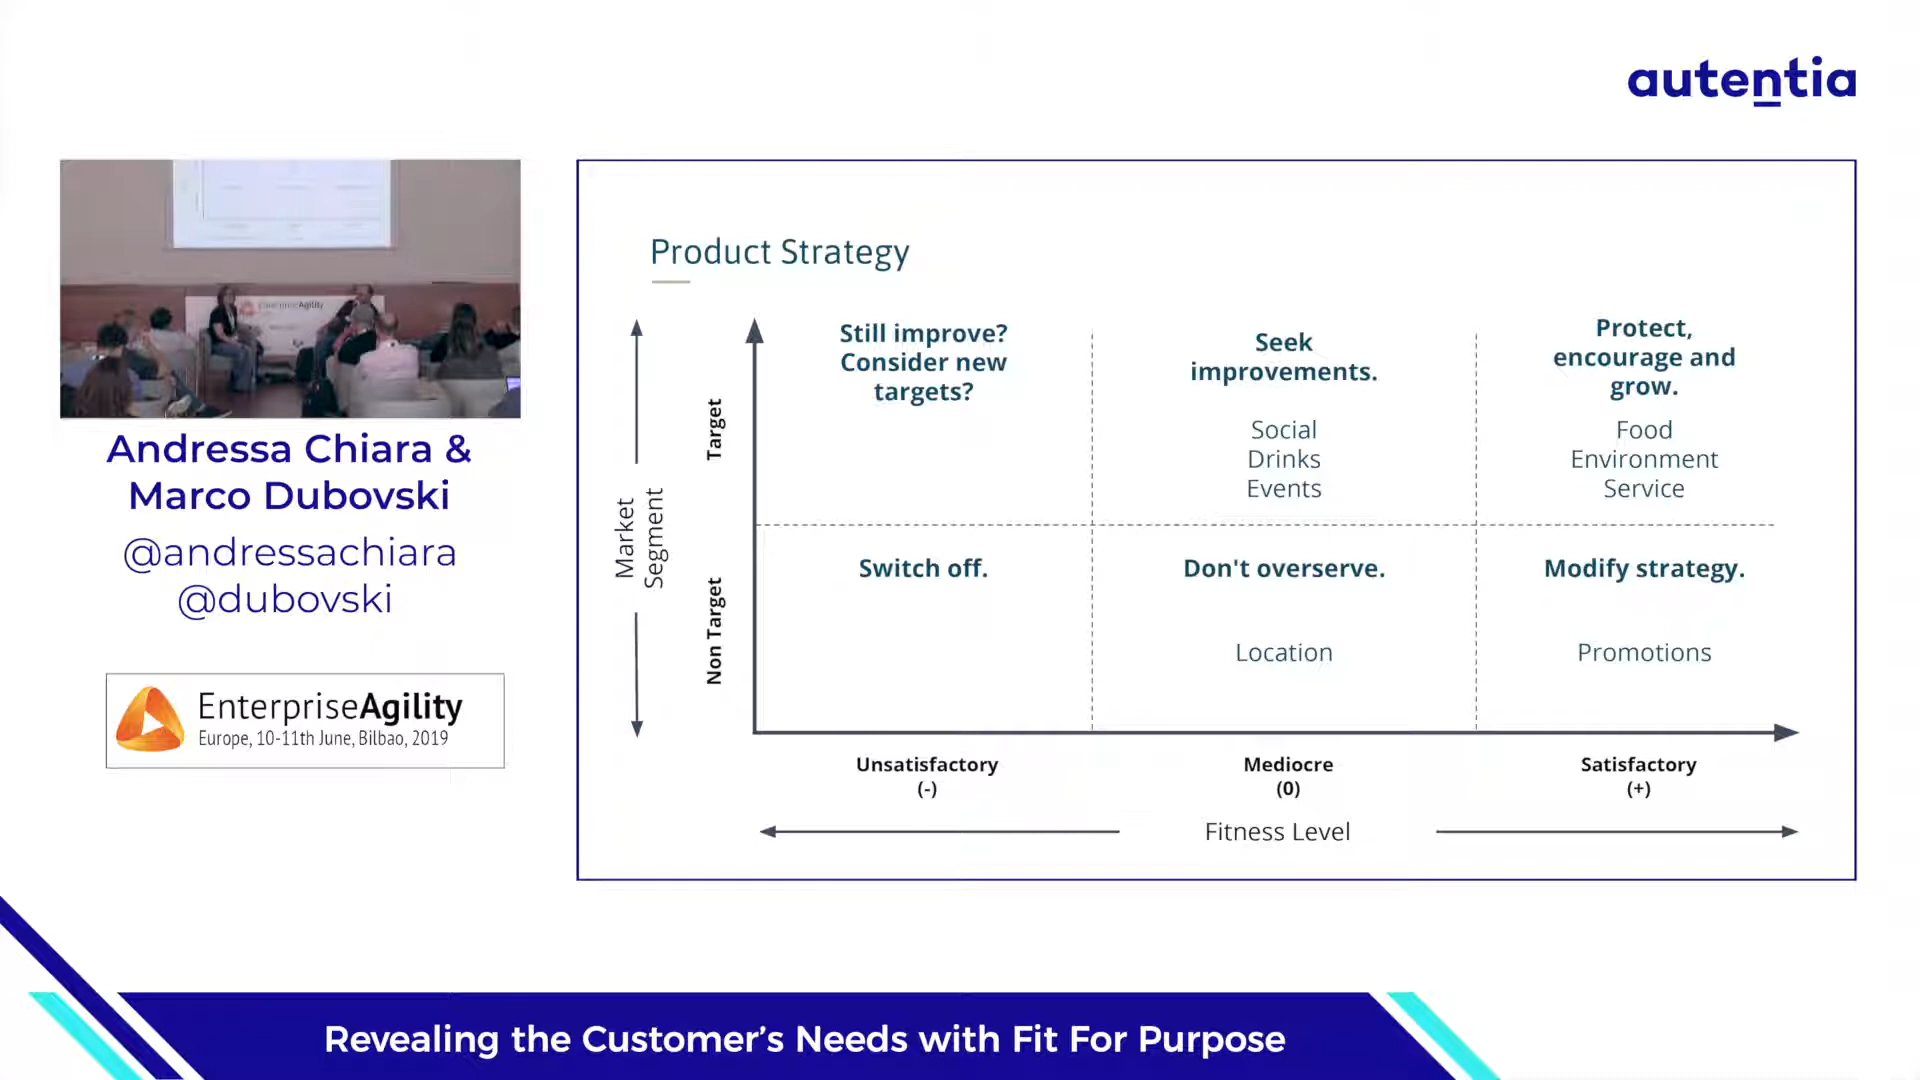 autentia
EnterpriseAgility
Andressa Chiara &
Marco Dubovski
@andressachiara
@dubovski
EnterpriseAgility
Europe, 10-11th June, Bilbao, 2019
Product Strategy
Market
Segment
Target
Non Target
Still improve?
Consider new
targets?
Seek
improvements.
Social
Drinks
Events
Protect,
encourage and
grow.
Food
Environment
Service
Switch off.
Don't overserve.
Location
Modify strategy.
Promotions
Unsatisfactory
(-)
Mediocre
(0)
Satisfactory
(+)
Fitness Level
Revealing the Customer’s Needs with Fit For Purpose